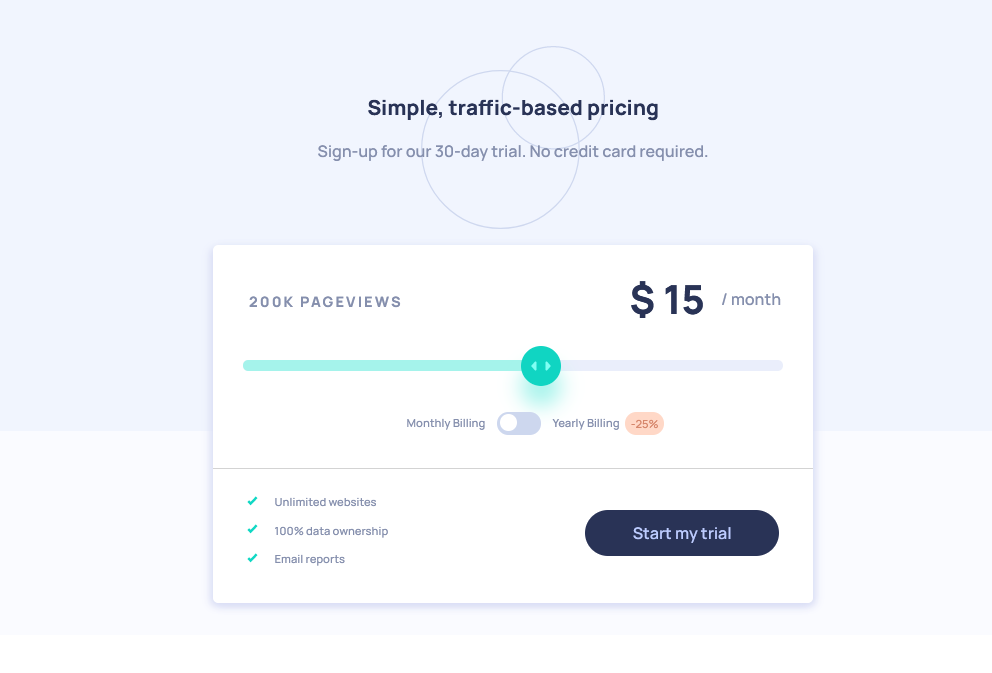 Simple, traffic-based pricing
Sign-up for our 30-day trial. No credit card required.
200K PAGEVIEWS
$ 15 / month
Monthly Billing Yearly Billing -25%
Unlimited websites
100% data ownership
Email reports
Start my trial